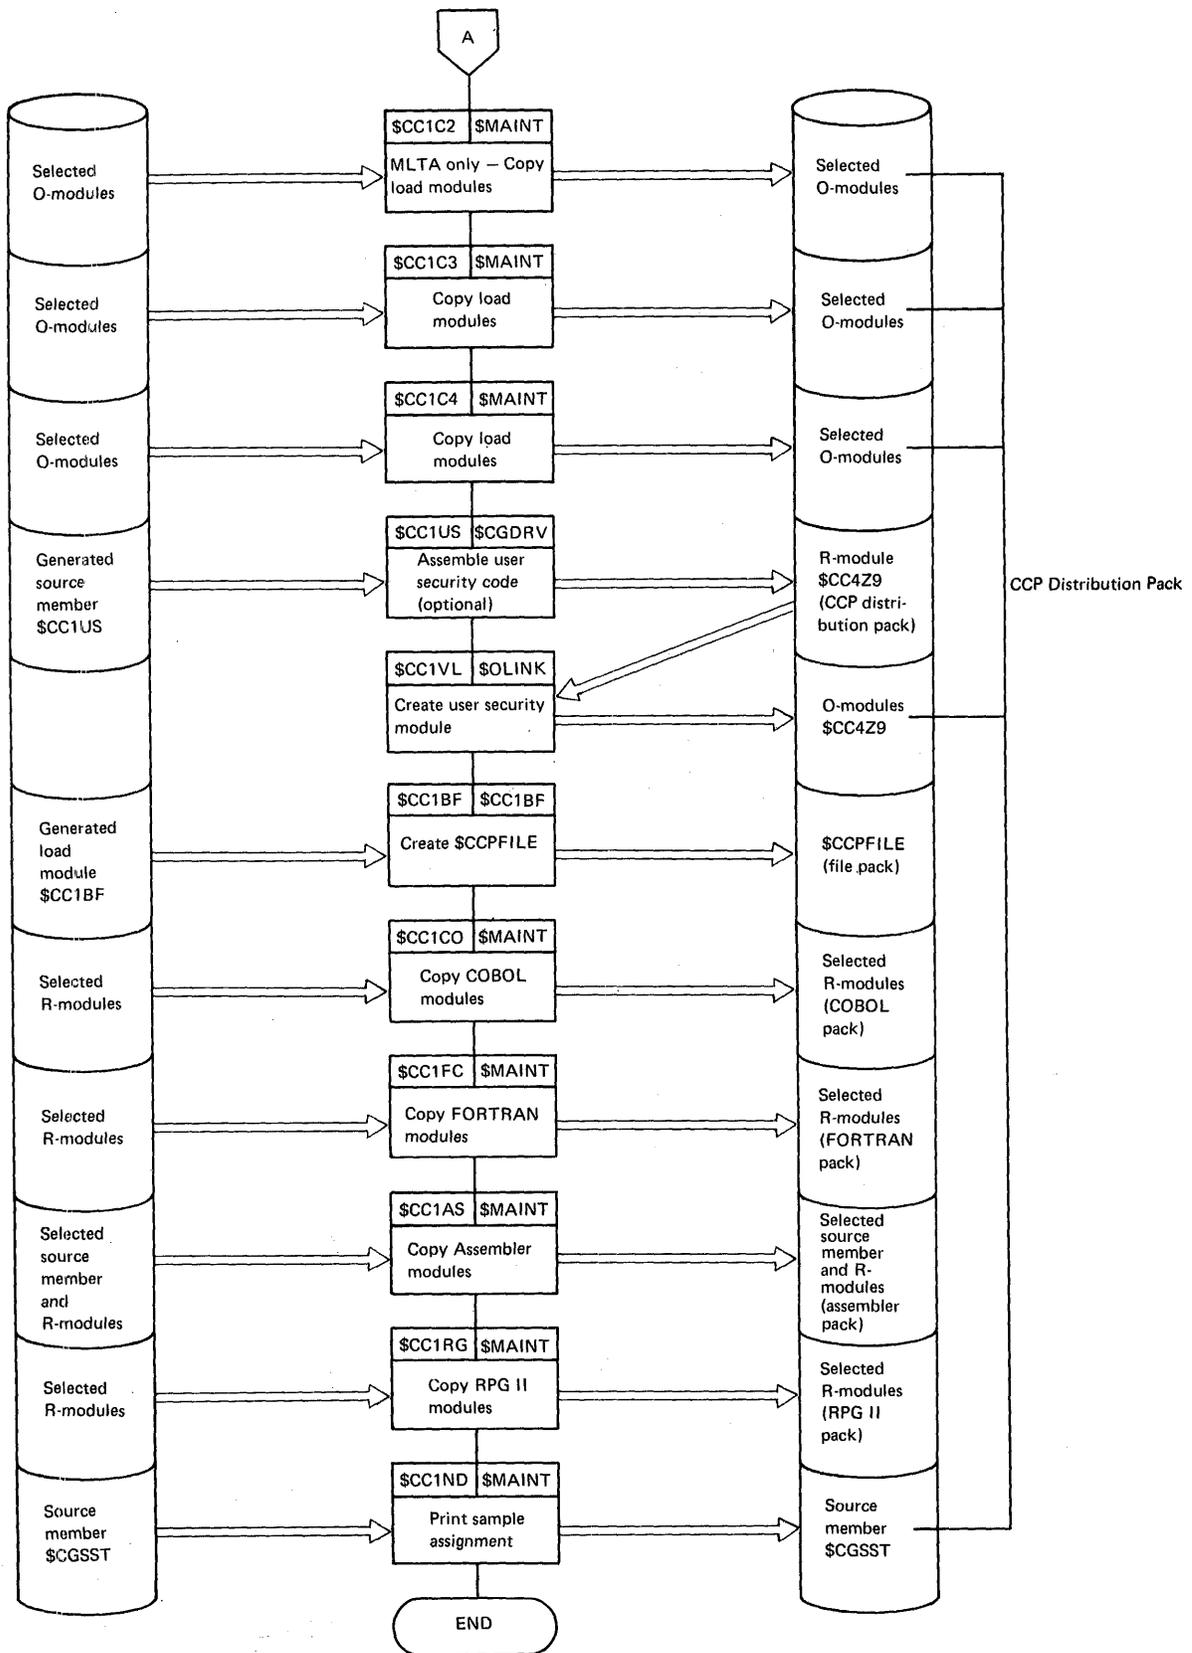 A
$CC1C2 $MAINT
Selected
O-modules
MLTA only — Copy
load modules
Selected
O-modules
$CC1C3 $MAINT
Selected
O-modules
Copy load
modules
Selected
O-modules
$CC1C4 $MAINT
Selected
O-modules
Copy load
modules
Selected
O-modules
$CC1US $CGDRV
Generated
source
member
$CC1US
Assemble user
security code
(optional)
R-module
$CC4Z9
(CCP distri-
bution pack)
CCP Distribution Pack
$CC1VL $OLINK
Create user security
module
O-modules
$CC4Z9
$CC1BF $CC1BF
Generated
load
module
$CC1BF
Create $CCPFILE
$CCPFILE
(file pack)
$CC1CO $MAINT
Selected
R-modules
Copy COBOL
modules
Selected
R-modules
(COBOL
pack)
$CC1FC $MAINT
Selected
R-modules
Copy FORTRAN
modules
Selected
R-modules
(FORTRAN
pack)
$CC1AS $MAINT
Selected
source
member
and
R-modules
Copy Assembler
modules
Selected
source
member
and R-
modules
(assembler
pack)
$CC1RG $MAINT
Selected
R-modules
Copy RPG II
modules
Selected
R-modules
(RPG II
pack)
$CC1ND $MAINT
Source
member
$CGSST
Print sample
assignment
Source
member
$CGSST
END